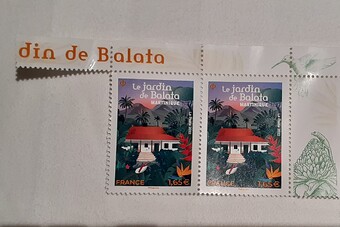 din de Balata
Le Jardin
de Balata
MARTINIQUE
FRANCE 1,65€
Le Jardin
de Balata
MARTINIQUE
1,65€